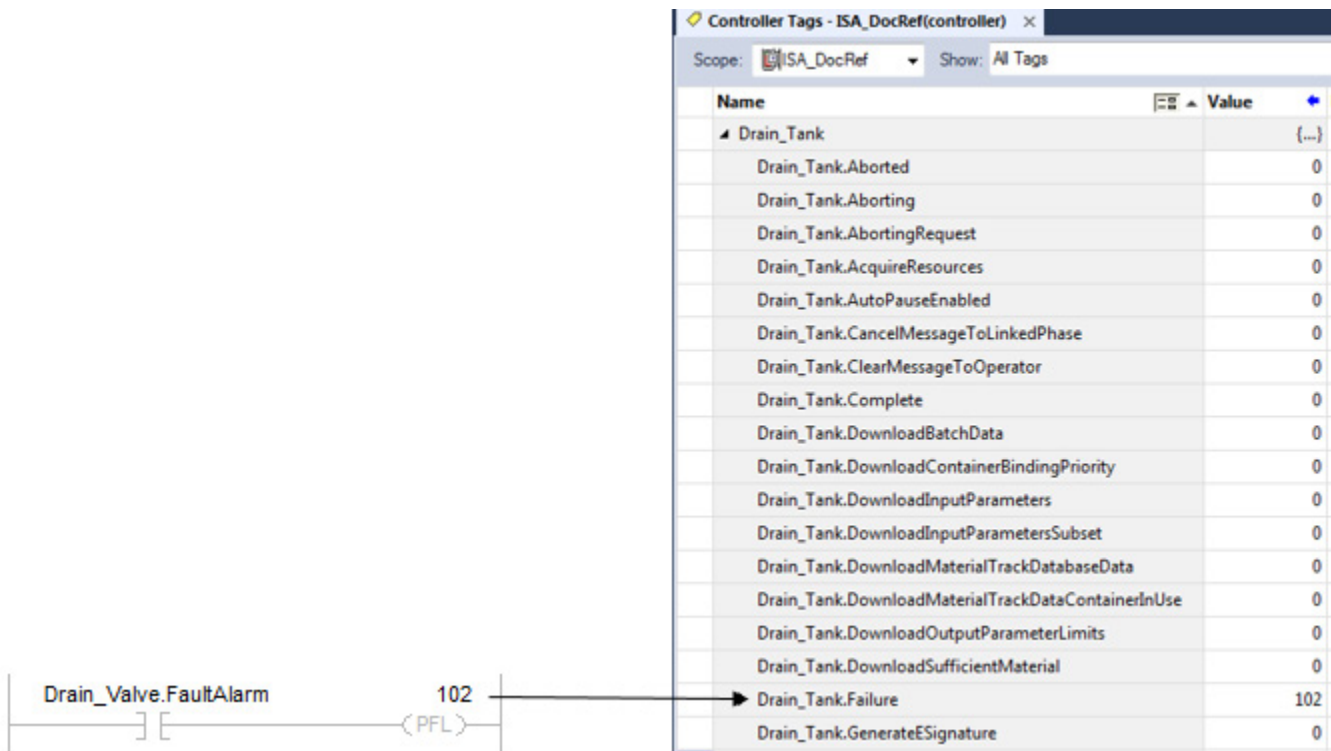 Controller Tags - ISA_DocRef(controller) ×
Scope: ISA_DocRef Show: All Tags
Name Value
Drain_Tank {...}
Drain_Tank.Aborted 0
Drain_Tank.Aborting 0
Drain_Tank.AbortingRequest 0
Drain_Tank.AcquireResources 0
Drain_Tank.AutoPauseEnabled 0
Drain_Tank.CancelMessageToLinkedPhase 0
Drain_Tank.ClearMessageToOperator 0
Drain_Tank.Complete 0
Drain_Tank.DownloadBatchData 0
Drain_Tank.DownloadContainerBindingPriority 0
Drain_Tank.DownloadInputParameters 0
Drain_Tank.DownloadInputParametersSubset 0
Drain_Tank.DownloadMaterialTrackDatabaseData 0
Drain_Tank.DownloadMaterialTrackDataContainerInUse 0
Drain_Tank.DownloadOutputParameterLimits 0
Drain_Tank.DownloadSufficientMaterial 0
Drain_Valve.FaultAlarm 102 Drain_Tank.Failure 102
PFL
Drain_Tank.GenerateESignature 0